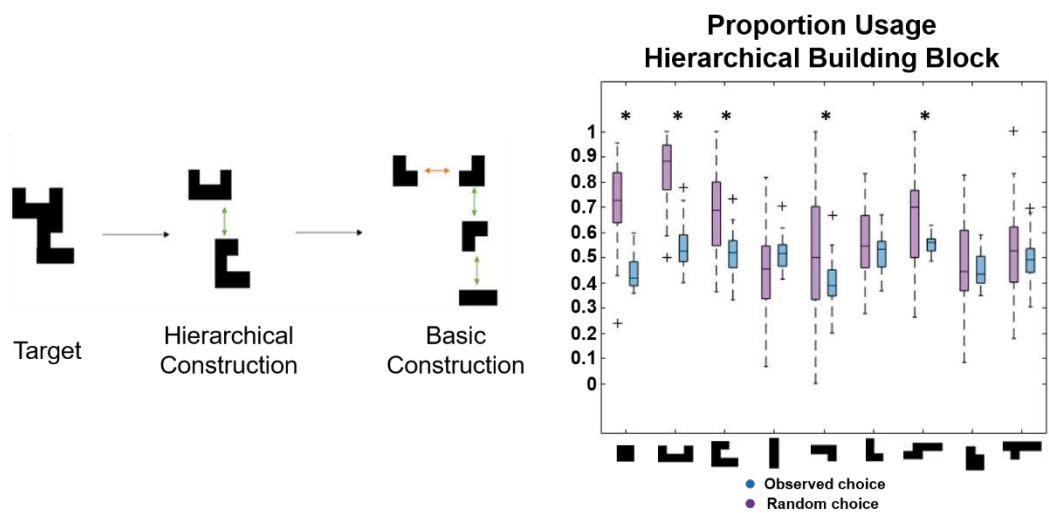 Target
Hierarchical
Construction
Basic
Construction
Proportion Usage
Hierarchical Building Block
* * * * *
1
0.9
0.8
0.7
0.6
0.5
0.4
0.3
0.2
0.1
0
Observed choice
Random choice